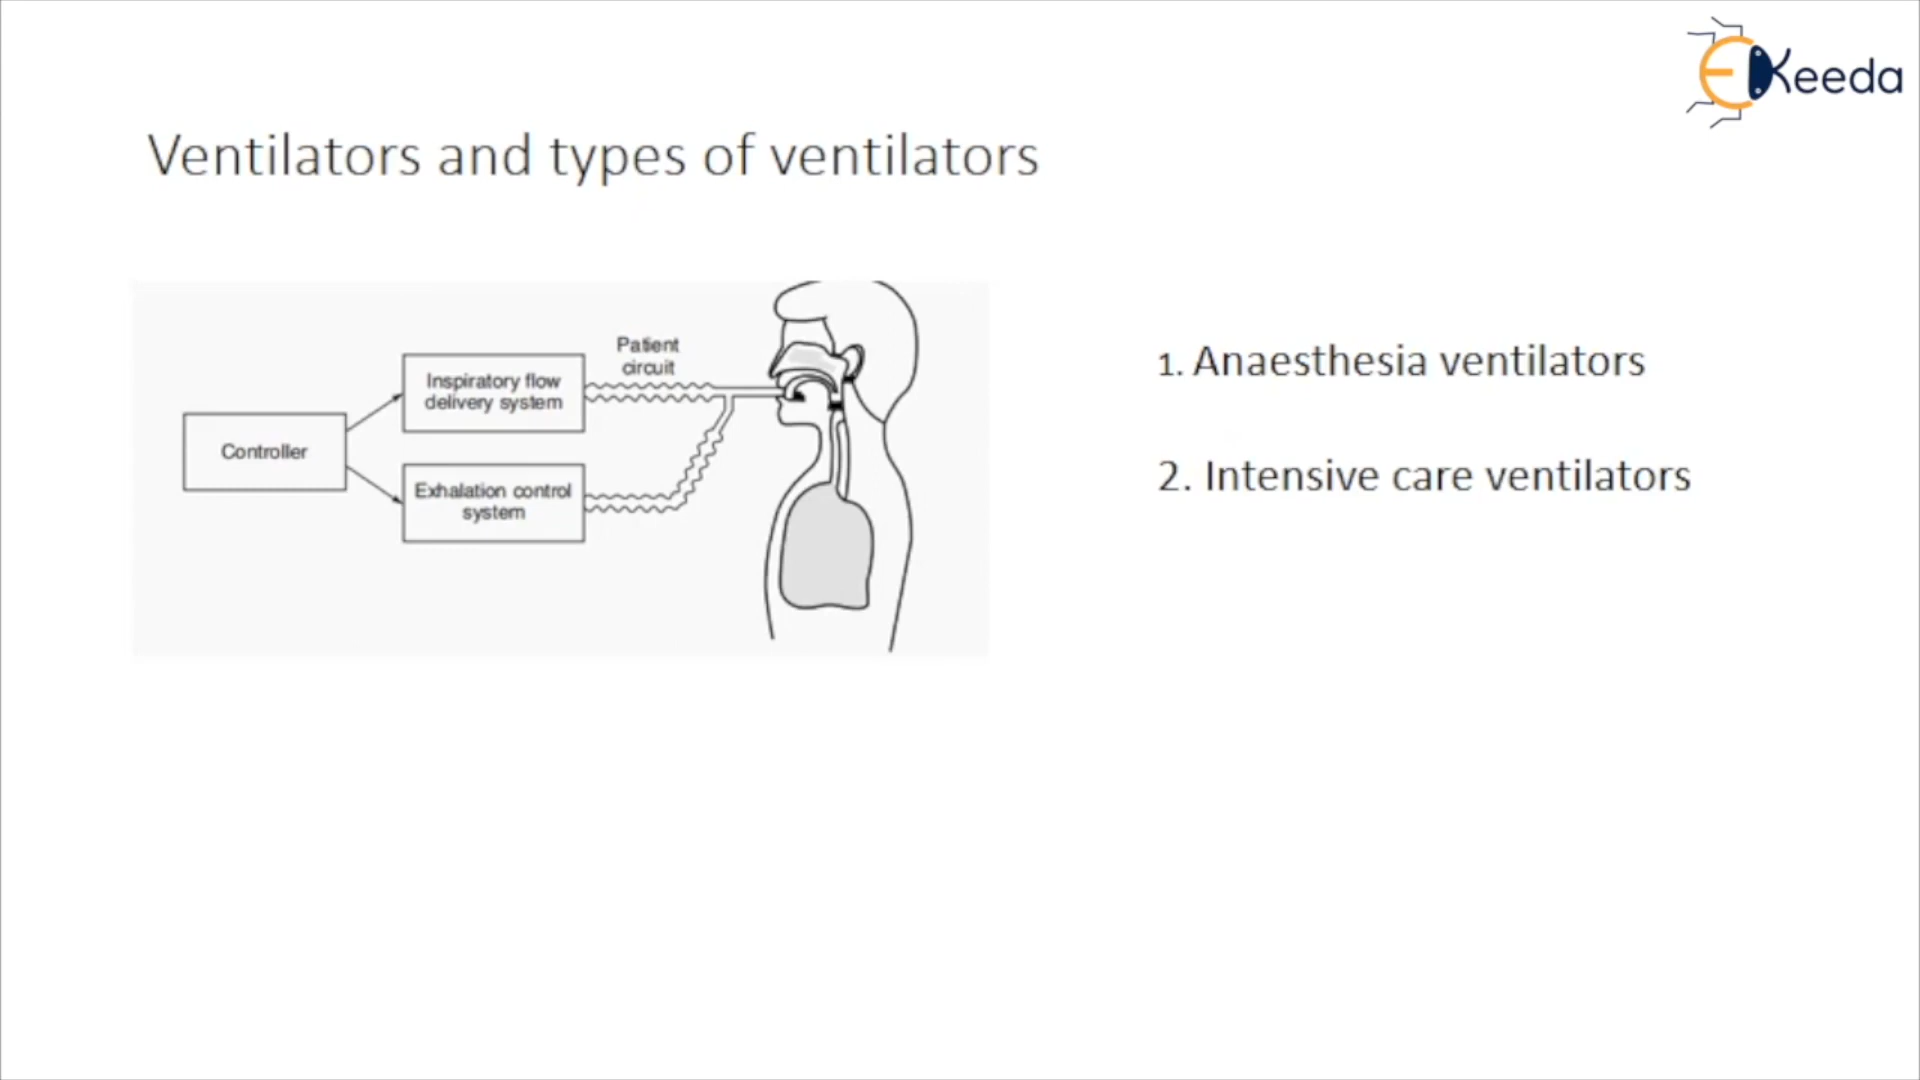 EKeeda
Ventilators and types of ventilators
Patient
circuit
Inspiratory flow
delivery system
Controller
Exhalation control
system
1. Anaesthesia ventilators
2. Intensive care ventilators